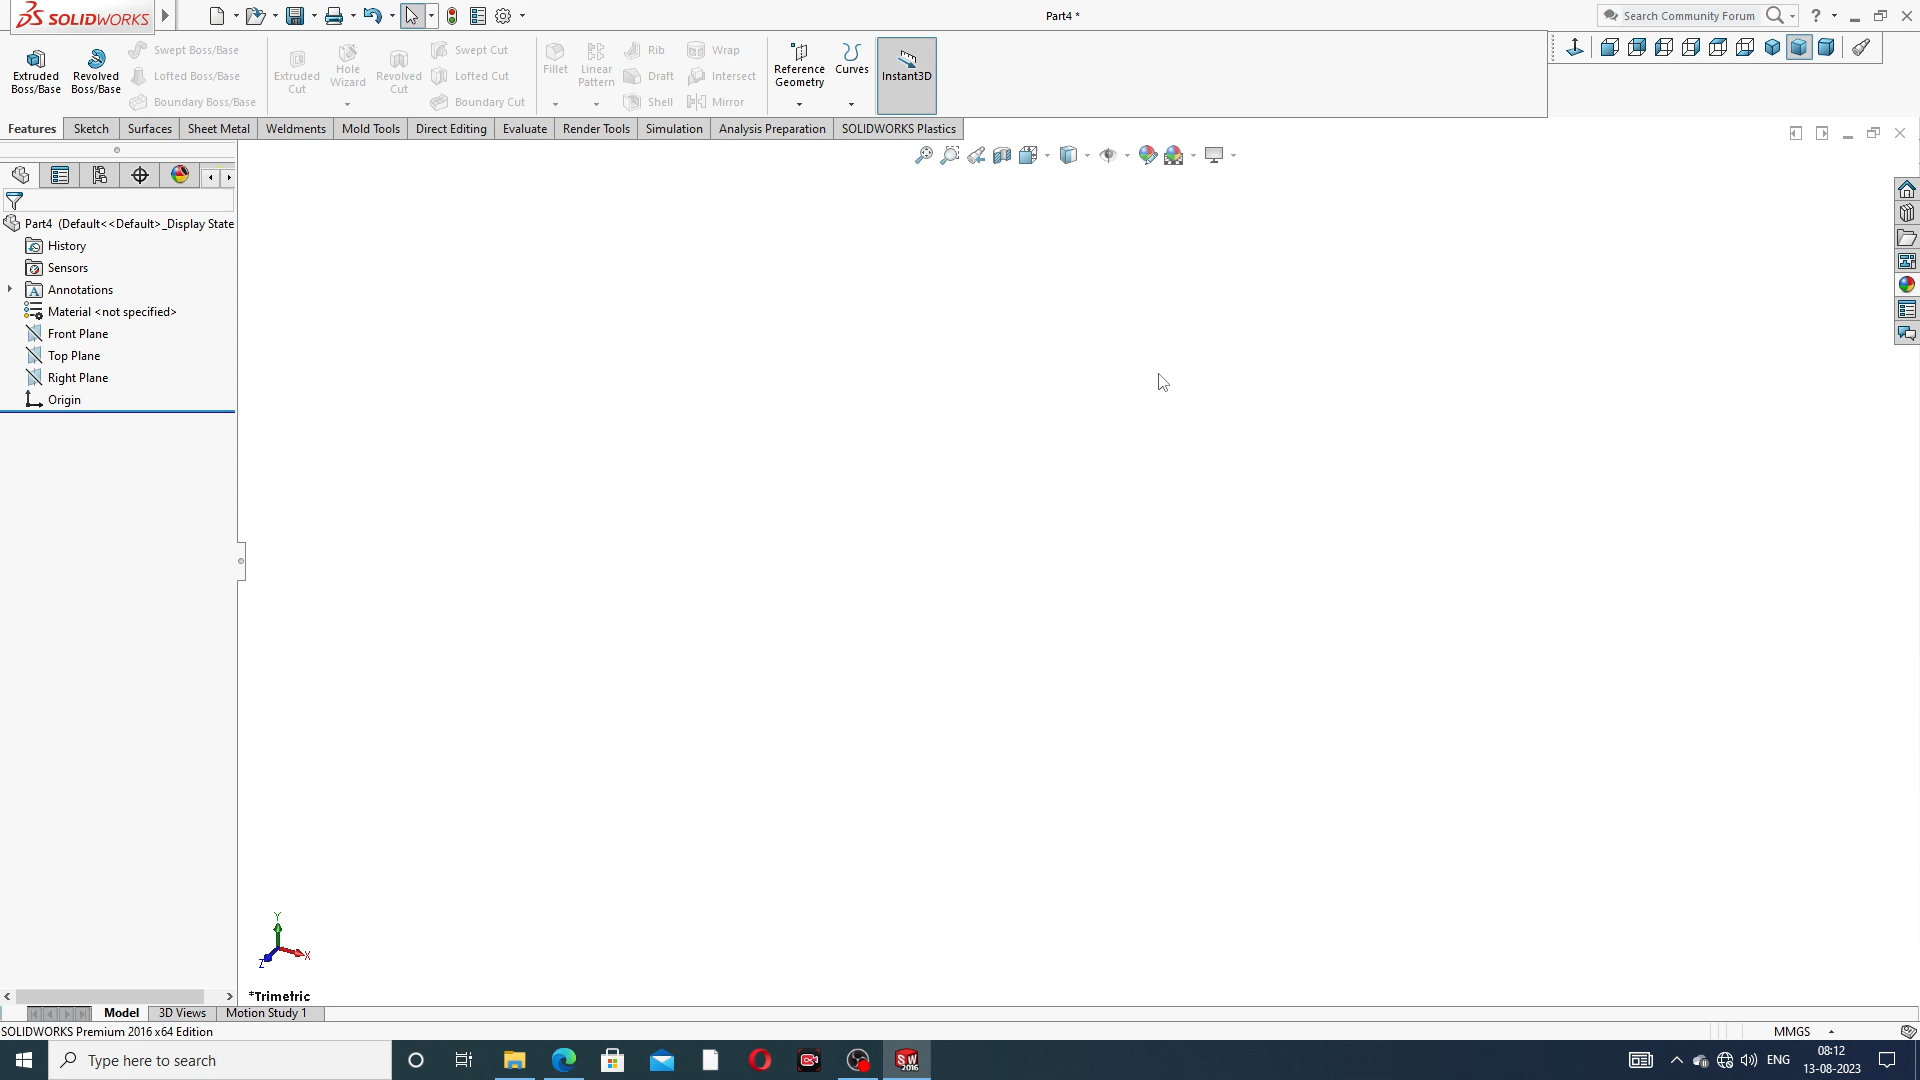 SOLIDWORKS
Part4 *
Search Community Forum
?
Extruded Boss/Base
Revolved Boss/Base
Swept Boss/Base
Lofted Boss/Base
Boundary Boss/Base
Extruded Cut
Hole Wizard
Revolved Cut
Swept Cut
Lofted Cut
Boundary Cut
Fillet
Linear Pattern
Rib
Draft
Shell
Wrap
Intersect
Mirror
Reference Geometry
Curves
Instant3D
Features
Sketch
Surfaces
Sheet Metal
Weldments
Mold Tools
Direct Editing
Evaluate
Render Tools
Simulation
Analysis Preparation
SOLIDWORKS Plastics
Part4 (Default<<Default>_Display State
History
Sensors
A Annotations
Material <not specified>
Front Plane
Top Plane
Right Plane
Origin
Y
X
Z
*Trimetric
Model
3D Views
Motion Study 1
SOLIDWORKS Premium 2016 x64 Edition
MMGS
Type here to search
SW
2016
ENG
08:12
13-08-2023